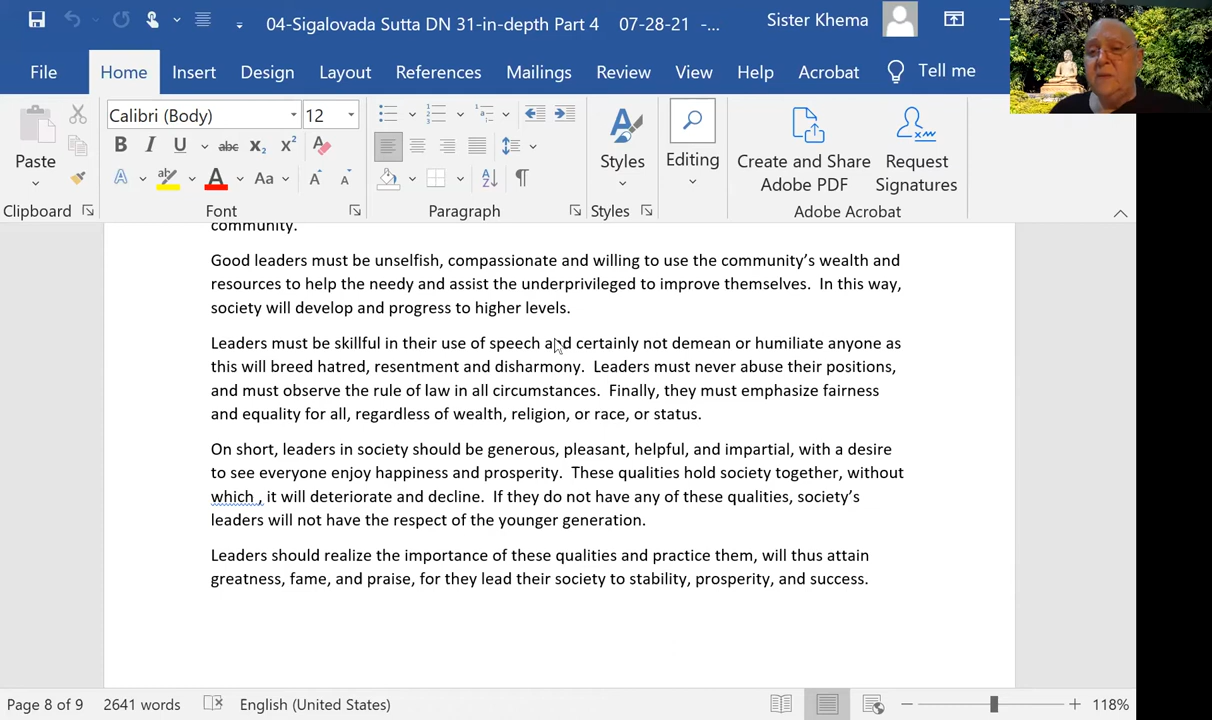 04-Sigalovada Sutta DN 31-in-depth Part 4 07-28-21 -...
Sister Khema
File Home Insert Design Layout References Mailings Review View Help Acrobat Tell me
Calibri (Body) 12
Paste
B I U abc x₂ x²
A A Aa A A
Styles
Editing
Create and Share
Adobe PDF
Request
Signatures
Clipboard Font Paragraph Styles Adobe Acrobat
community.
Good leaders must be unselfish, compassionate and willing to use the community's wealth and
resources to help the needy and assist the underprivileged to improve themselves. In this way,
society will develop and progress to higher levels.
Leaders must be skillful in their use of speech and certainly not demean or humiliate anyone as
this will breed hatred, resentment and disharmony. Leaders must never abuse their positions,
and must observe the rule of law in all circumstances. Finally, they must emphasize fairness
and equality for all, regardless of wealth, religion, or race, or status.
On short, leaders in society should be generous, pleasant, helpful, and impartial, with a desire
to see everyone enjoy happiness and prosperity. These qualities hold society together, without
which , it will deteriorate and decline. If they do not have any of these qualities, society's
leaders will not have the respect of the younger generation.
Leaders should realize the importance of these qualities and practice them, will thus attain
greatness, fame, and praise, for they lead their society to stability, prosperity, and success.
Page 8 of 9 2641 words English (United States) 118%